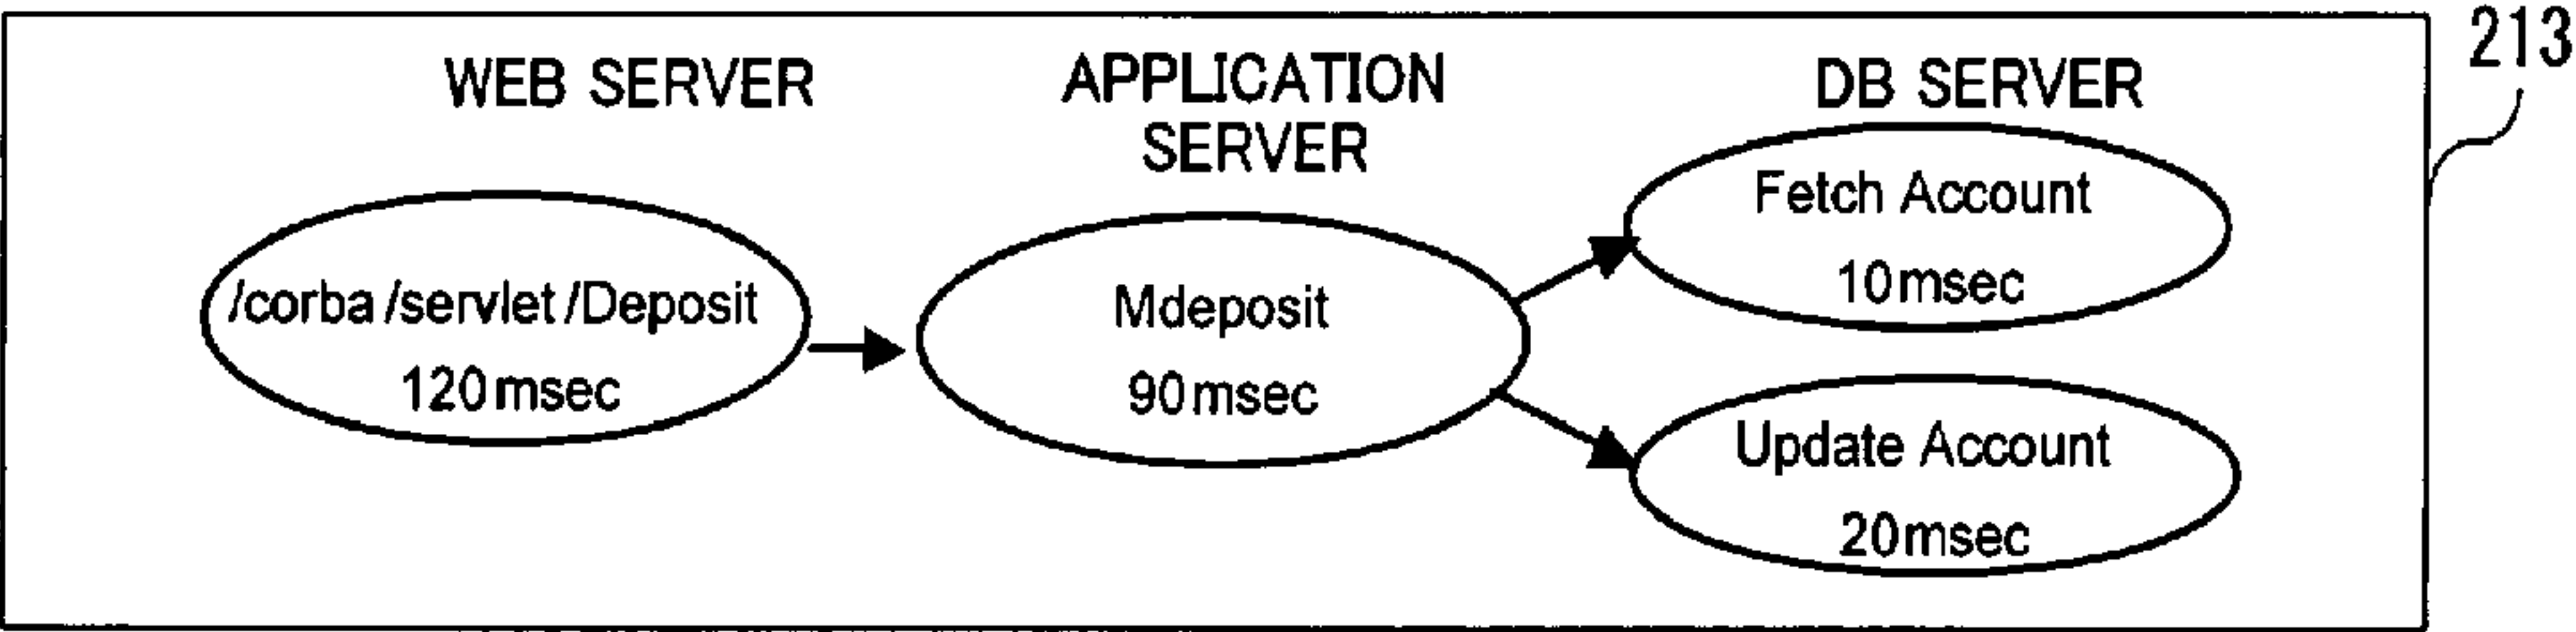 213
WEB SERVER
APPLICATION
SERVER
DB SERVER
/corba/servlet/Deposit
120msec
Mdeposit
90msec
Fetch Account
10msec
Update Account
20msec